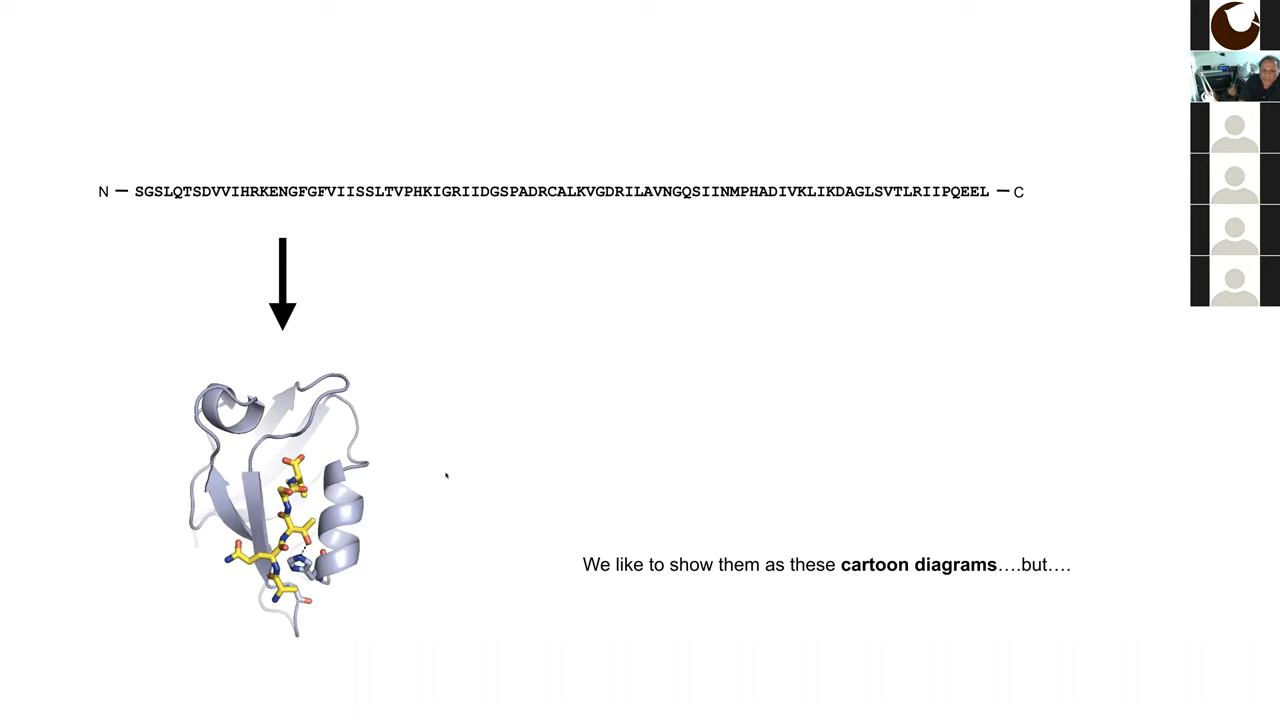 N — SGSLQTSDVVIHRKENGFGFVIISSLTVPHKIGRIIDGSPADRCALKVGDRILAVNGQSIINMPHADIVKLIKDAGLSVTLRIIPQEEL — C
We like to show them as these cartoon diagrams….but….